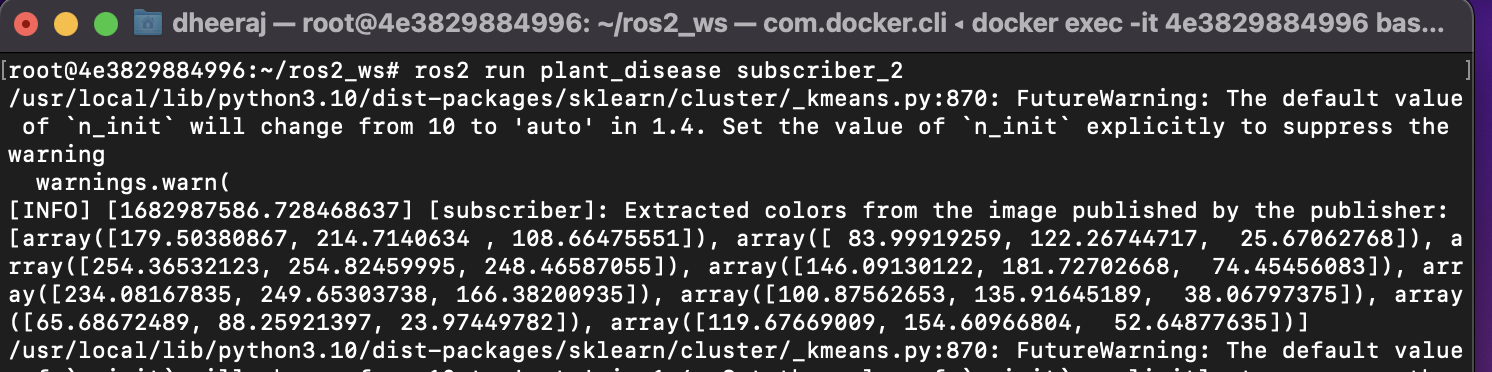 dheeraj — root@4e3829884996: ~/ros2_ws — com.docker.cli ◂ docker exec -it 4e3829884996 bas...
[root@4e3829884996:~/ros2_ws# ros2 run plant_disease subscriber_2 ]
/usr/local/lib/python3.10/dist-packages/sklearn/cluster/_kmeans.py:870: FutureWarning: The default value
 of `n_init` will change from 10 to 'auto' in 1.4. Set the value of `n_init` explicitly to suppress the
warning
  warnings.warn(
[INFO] [1682987586.728468637] [subscriber]: Extracted colors from the image published by the publisher:
[array([179.50380867, 214.7140634 , 108.66475551]), array([ 83.99919259, 122.26744717,  25.67062768]), a
rray([254.36532123, 254.82459995, 248.46587055]), array([146.09130122, 181.72702668,  74.45456083]), arr
ay([234.08167835, 249.65303738, 166.38200935]), array([100.87562653, 135.91645189,  38.06797375]), array
([65.68672489, 88.25921397, 23.97449782]), array([119.67669009, 154.60966804,  52.64877635])]
/usr/local/lib/python3.10/dist-packages/sklearn/cluster/_kmeans.py:870: FutureWarning: The default value